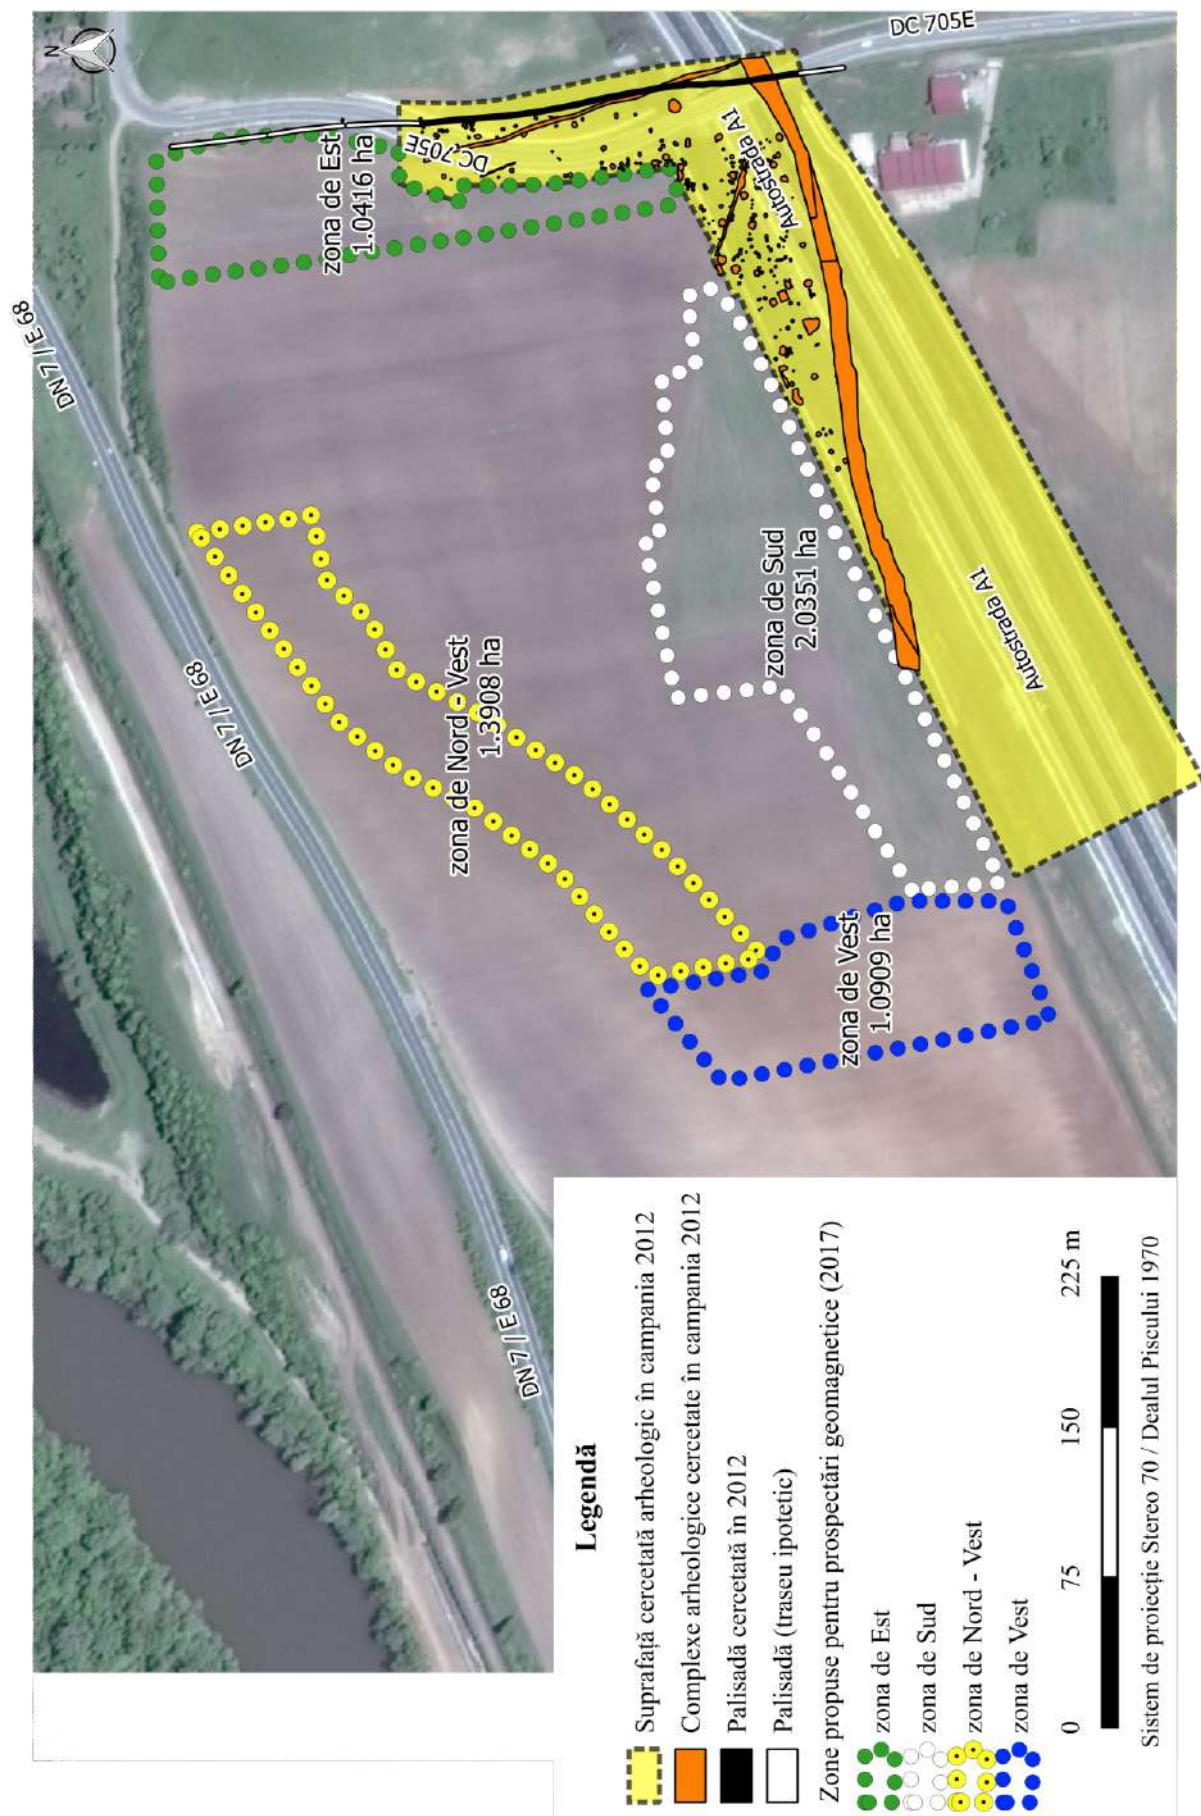 N
DC 705E
DN 7 / E 68
zona de Est
1.0416 ha
DC 705E
Autostrada A1
DN 7 / E 68
zona de Nord - Vest
1.3908 ha
zona de Sud
2.0351 ha
Autostrada A1
zona de Vest
1.0909 ha
DN 7 / E 68
Legendă
Suprafață cercetată arheologic în campania 2012
Complexe arheologice cercetate în campania 2012
Palisadă cercetată în 2012
Palisadă (traseu ipotetic)
Zone propuse pentru prospectări geomagnetice (2017)
zona de Est
zona de Sud
zona de Nord - Vest
zona de Vest
0 75 150 225 m
Sistem de proiecție Stereo 70 / Dealul Piscului 1970